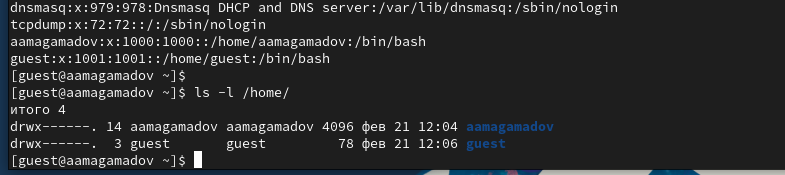 dnsmasq:x:979:978:Dnsmasq DHCP and DNS server:/var/lib/dnsmasq:/sbin/nologin
tcpdump:x:72:72::/:/sbin/nologin
aamagamadov:x:1000:1000::/home/aamagamadov:/bin/bash
guest:x:1001:1001::/home/guest:/bin/bash
[guest@aamagamadov ~]$
[guest@aamagamadov ~]$ ls -l /home/
итого 4
drwx------. 14 aamagamadov aamagamadov 4096 фев 21 12:04 aamagamadov
drwx------.  3 guest       guest         78 фев 21 12:06 guest
[guest@aamagamadov ~]$